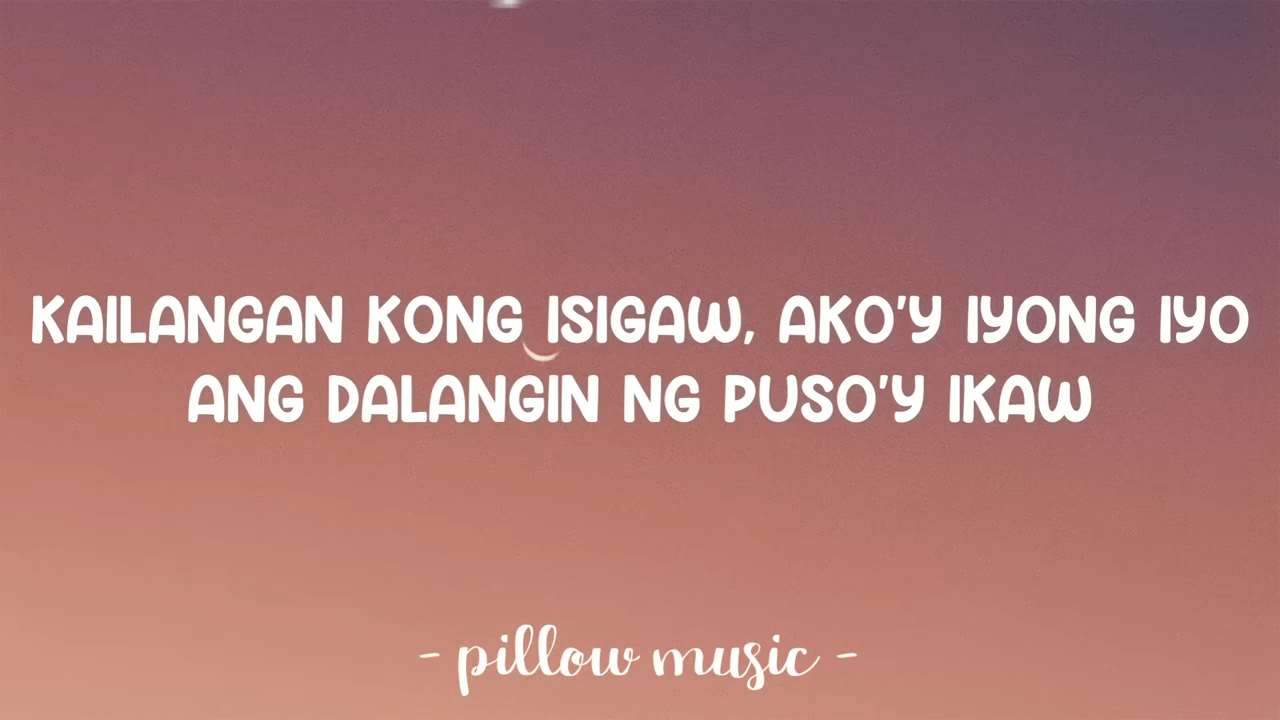 KAILANGAN KONG ISIGAW, AKO'Y IYONG IYO
ANG DALANGIN NG PUSO'Y IKAW
- pillow music -